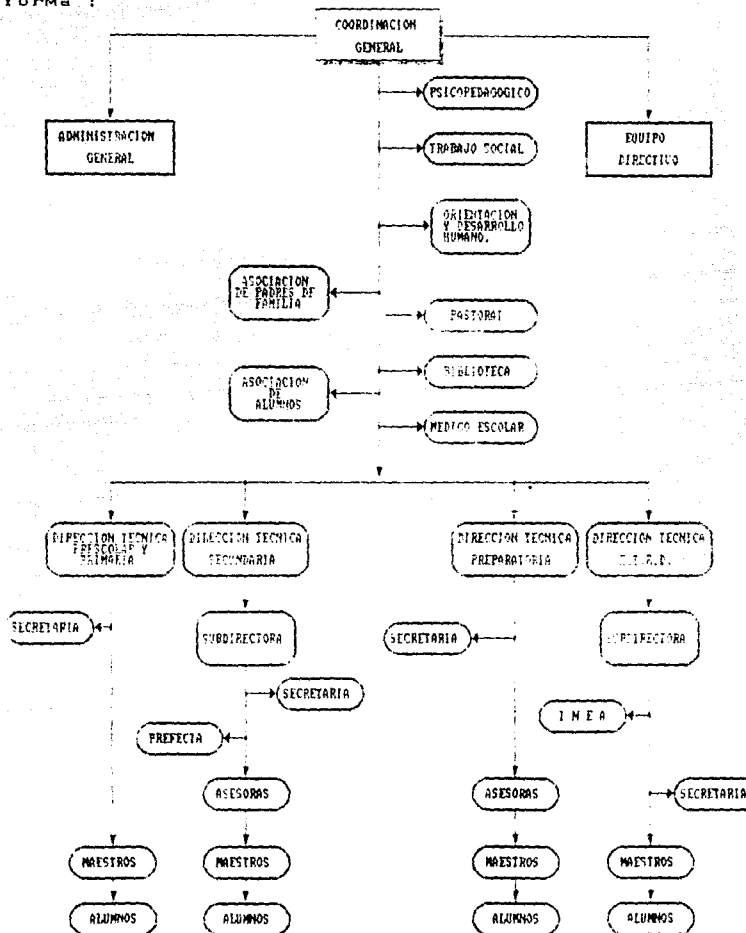 forma :
COORDINACION
GENERAL
PSICOPEDAGOGICO
ADMINISTRACION
GENERAL
TRABAJO SOCIAL
EQUIPO
DIRECTIVO
ORIENTACION
Y DESARROLLO
HUMANO.
ASOCIACION
DE PADRES DE
FAMILIA
PASTORAL
BIBLIOTECA
ASOCIACION
DE
ALUMNOS
MEDICO ESCOLAR
DIRECCION TECNICA
PRESCOLAR Y
PRIMARIA
DIRECCION TECNICA
SECUNDARIA
DIRECCION TECNICA
PREPARATORIA
DIRECCION TECNICA
SECRETARIA
SUBDIRECTORA
SECRETARIA
SUBDIRECTORA
SECRETARIA
I M E A
PREFECTA
ASESORAS
ASESORAS
SECRETARIA
MAESTROS
MAESTROS
MAESTROS
MAESTROS
ALUMNOS
ALUMNOS
ALUMNOS
ALUMNOS